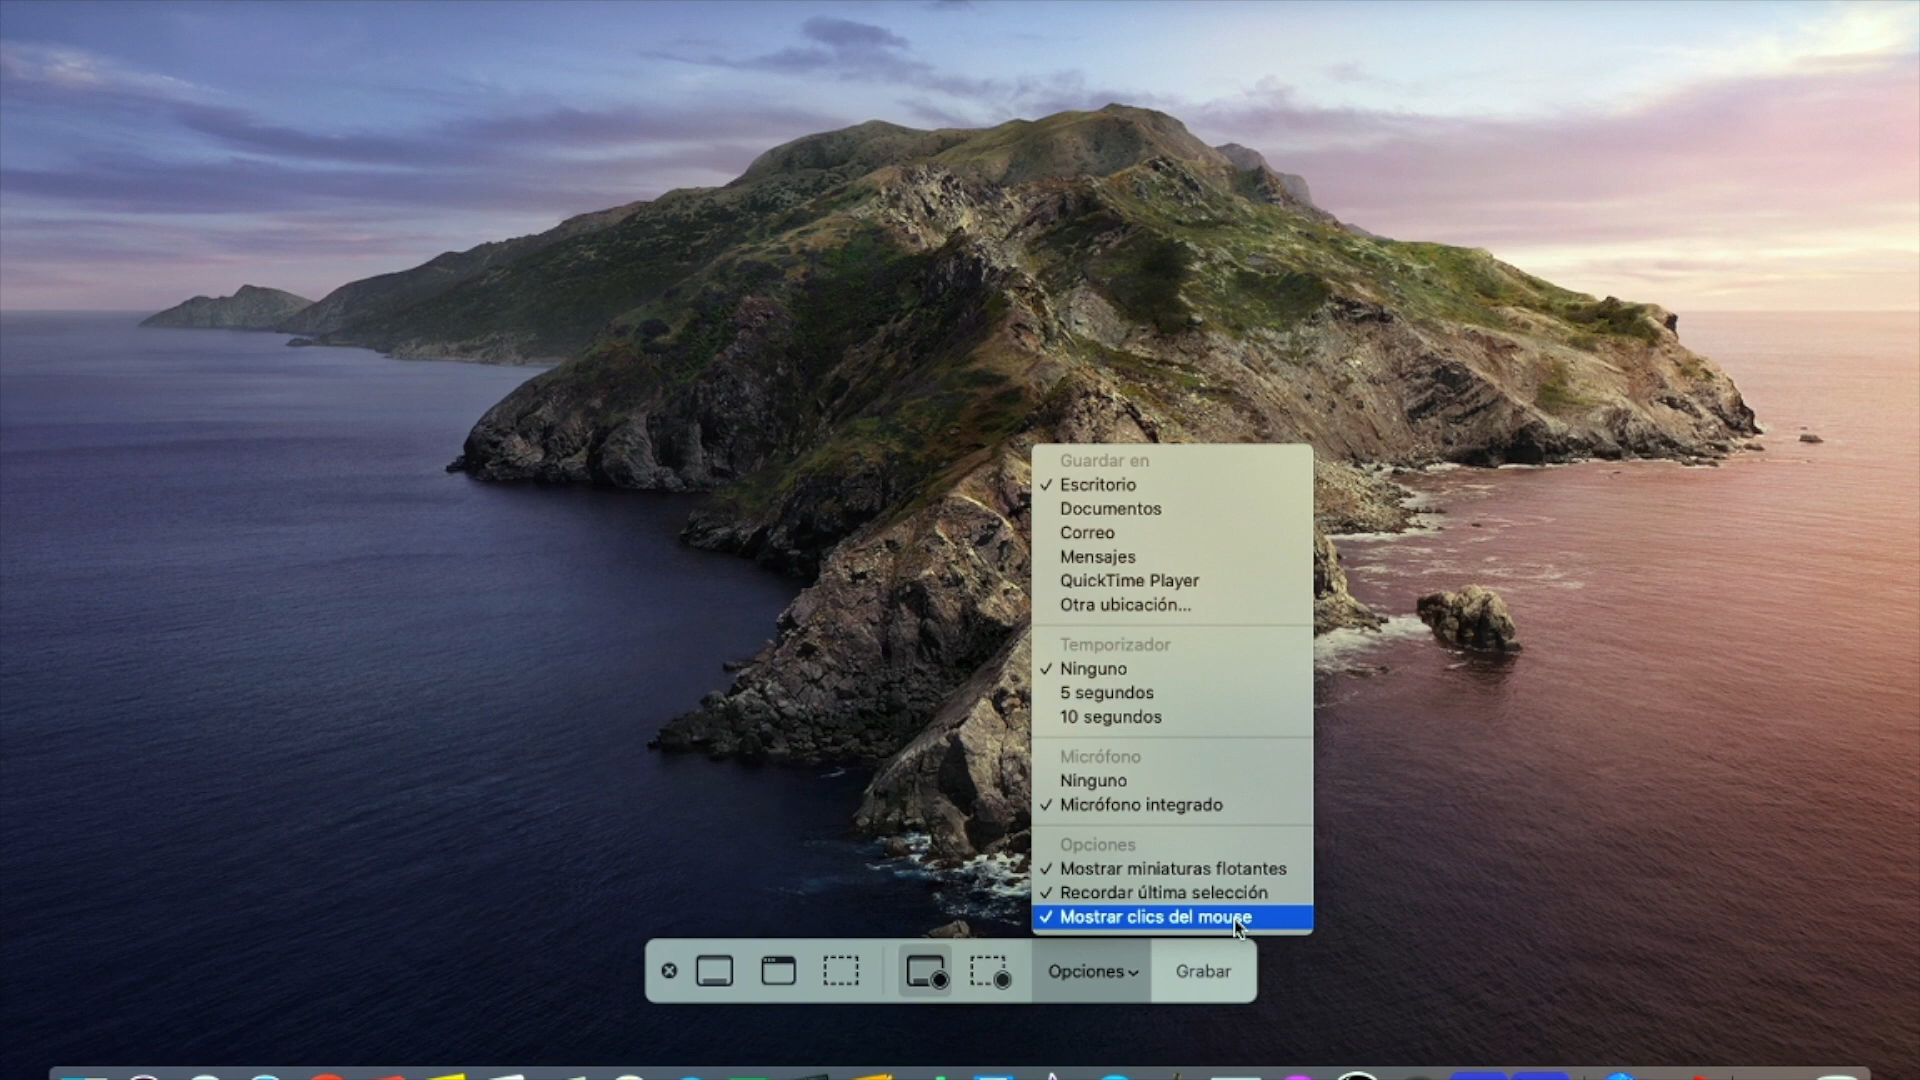 Guardar en
Escritorio
Documentos
Correo
Mensajes
QuickTime Player
Otra ubicación...
Temporizador
Ninguno
5 segundos
10 segundos
Micrófono
Ninguno
Micrófono integrado
Opciones
Mostrar miniaturas flotantes
Recordar última selección
Mostrar clics del mouse
Opciones
Grabar